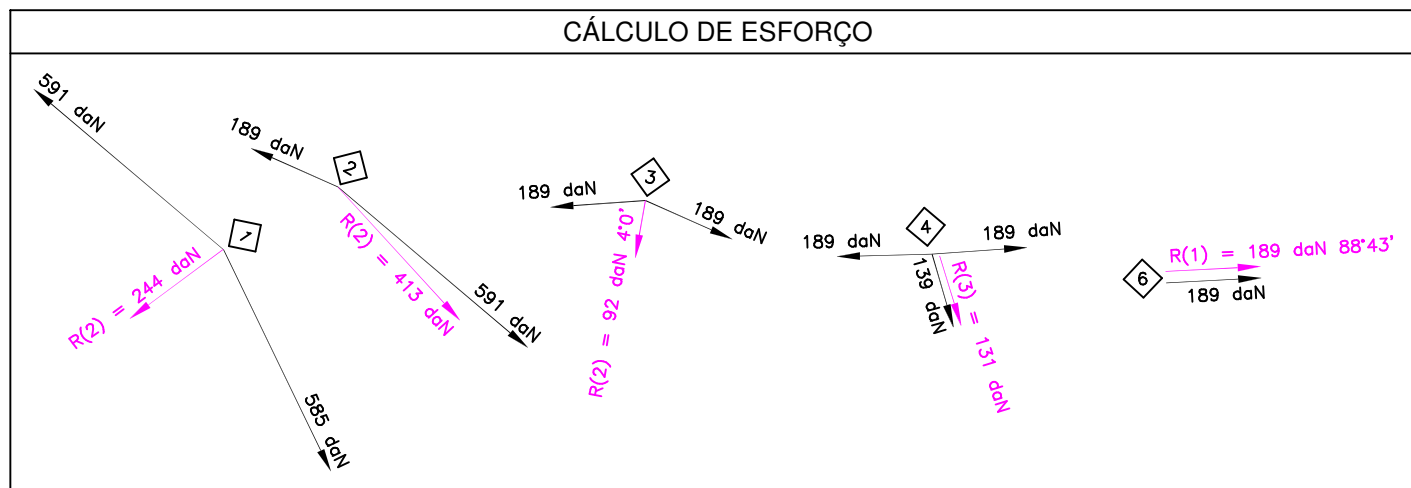 CÁLCULO DE ESFORÇO
591 daN
1
R(2) = 244 daN
585 daN
189 daN
2
R(2) = 413 daN
591 daN
189 daN
3
189 daN
R(2) = 92 daN 4°0'
189 daN
4
189 daN
139 daN
R(3) = 131 daN
6
R(1) = 189 daN 88°43'
189 daN